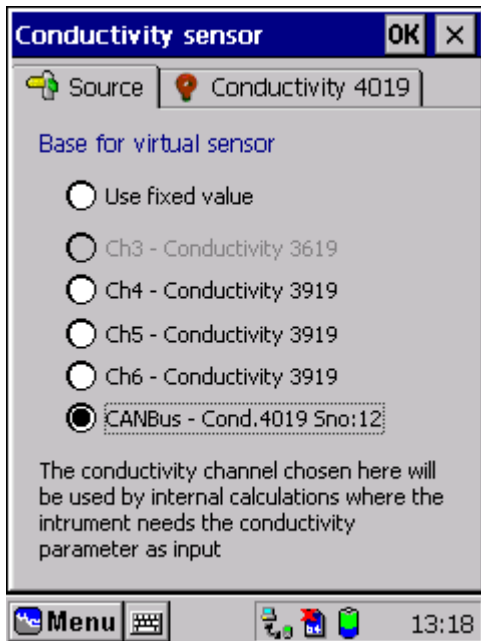 Conductivity sensor OK ×
Source Conductivity 4019
Base for virtual sensor
Use fixed value
Ch3 - Conductivity 3619
Ch4 - Conductivity 3919
Ch5 - Conductivity 3919
Ch6 - Conductivity 3919
CANBus - Cond.4019 Sno:12
The conductivity channel chosen here will
be used by internal calculations where the
intrument needs the conductivity
parameter as input
Menu 13:18